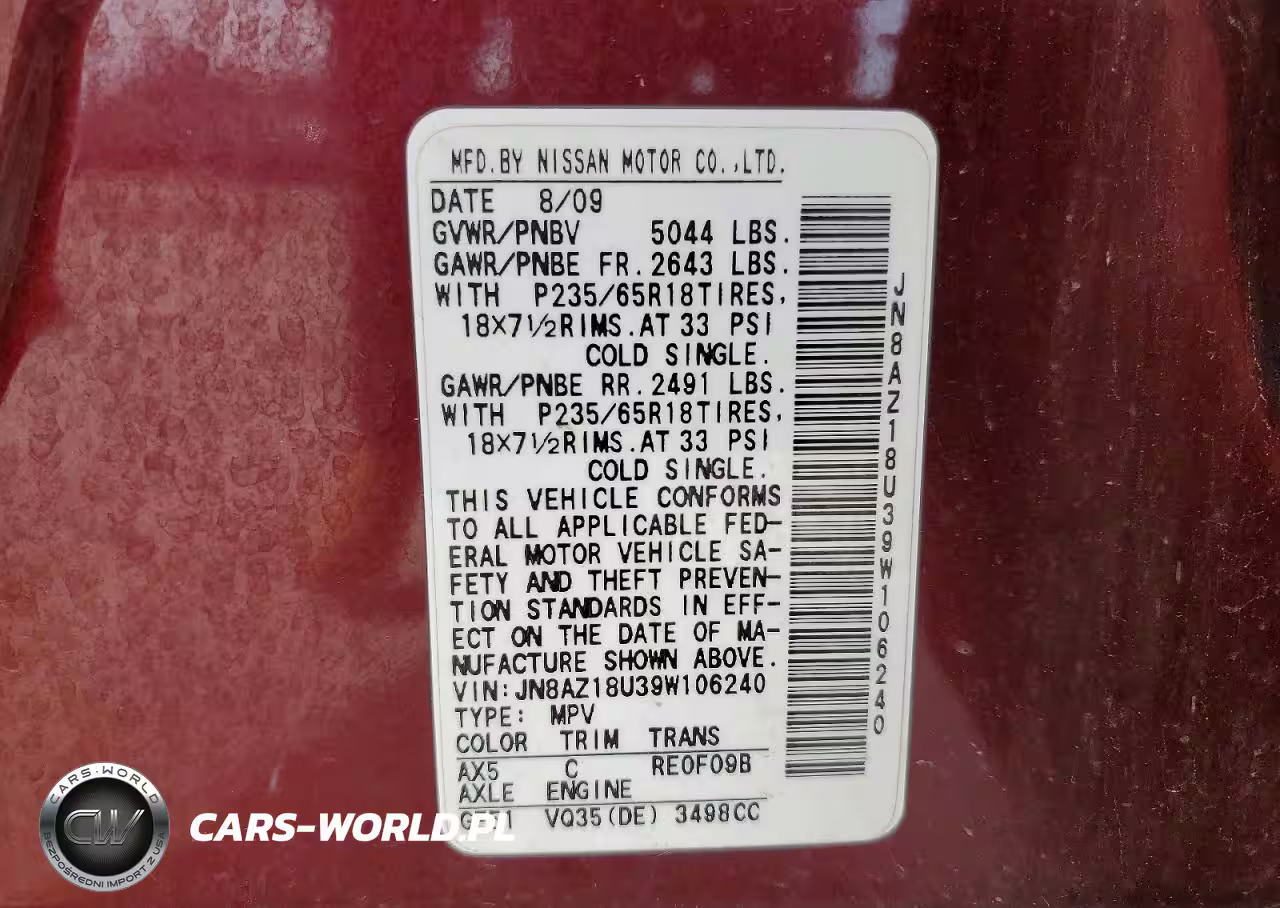 MFD.BY NISSAN MOTOR CO.,LTD.
DATE 8/09
GVWR/PNBV 5044 LBS.
GAWR/PNBE FR.2643 LBS.
WITH P235/65R18TIRES,
18×7½RIMS.AT 33 PSI
COLD SINGLE.
GAWR/PNBE RR.2491 LBS.
WITH P235/65R18TIRES,
18×7½RIMS.AT 33 PSI
COLD SINGLE.
THIS VEHICLE CONFORMS
TO ALL APPLICABLE FED-
ERAL MOTOR VEHICLE SA-
FETY AND THEFT PREVEN-
TION STANDARDS IN EFF-
ECT ON THE DATE OF MA-
NUFACTURE SHOWN ABOVE.
VIN:JN8AZ18U39W106240
TYPE: MPV
COLOR TRIM TRANS
AX5 C RE0F09B
AXLE ENGINE
VQ35(DE) 3498CC
JN8AZ18U39W106240
CARS-WORLD
CW
BEZPOŚREDNI IMPORT Z USA
CARS-WORLD.PL